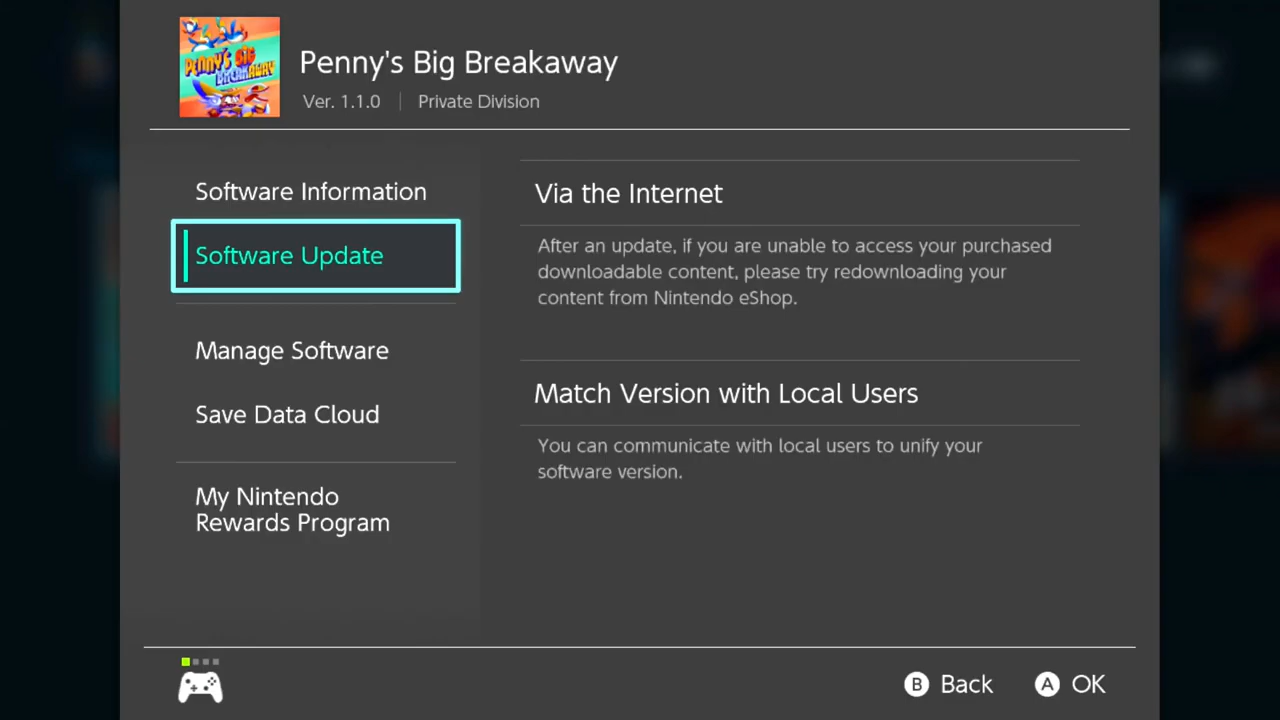 PENNY'S BIG
BREAKAWAY
Penny's Big Breakaway
Ver. 1.1.0 | Private Division
Software Information
Software Update
Manage Software
Save Data Cloud
My Nintendo
Rewards Program
Via the Internet
After an update, if you are unable to access your purchased
downloadable content, please try redownloading your
content from Nintendo eShop.
Match Version with Local Users
You can communicate with local users to unify your
software version.
B Back
A OK